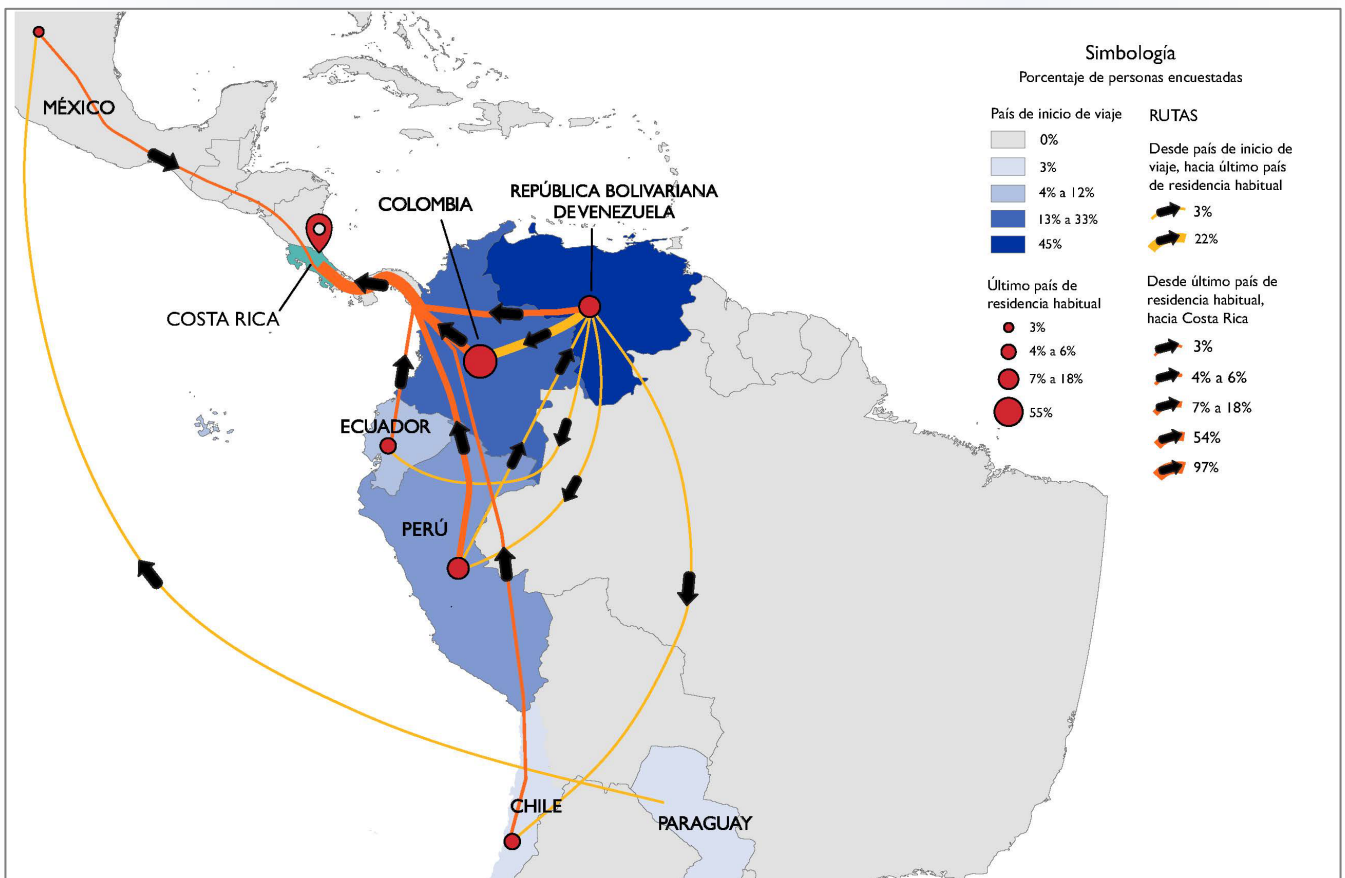 Simbología
Porcentaje de personas encuestadas
País de inicio de viaje
0%
3%
4% a 12%
13% a 33%
45%
Último país de
residencia habitual
3%
4% a 6%
7% a 18%
55%
RUTAS
Desde país de inicio de
viaje, hacia último país
de residencia habitual
3%
22%
Desde último país de
residencia habitual,
hacia Costa Rica
3%
4% a 6%
7% a 18%
54%
97%
MÉXICO
COLOMBIA
REPÚBLICA BOLIVARIANA
DE VENEZUELA
COSTA RICA
ECUADOR
PERÚ
CHILE
PARAGUAY